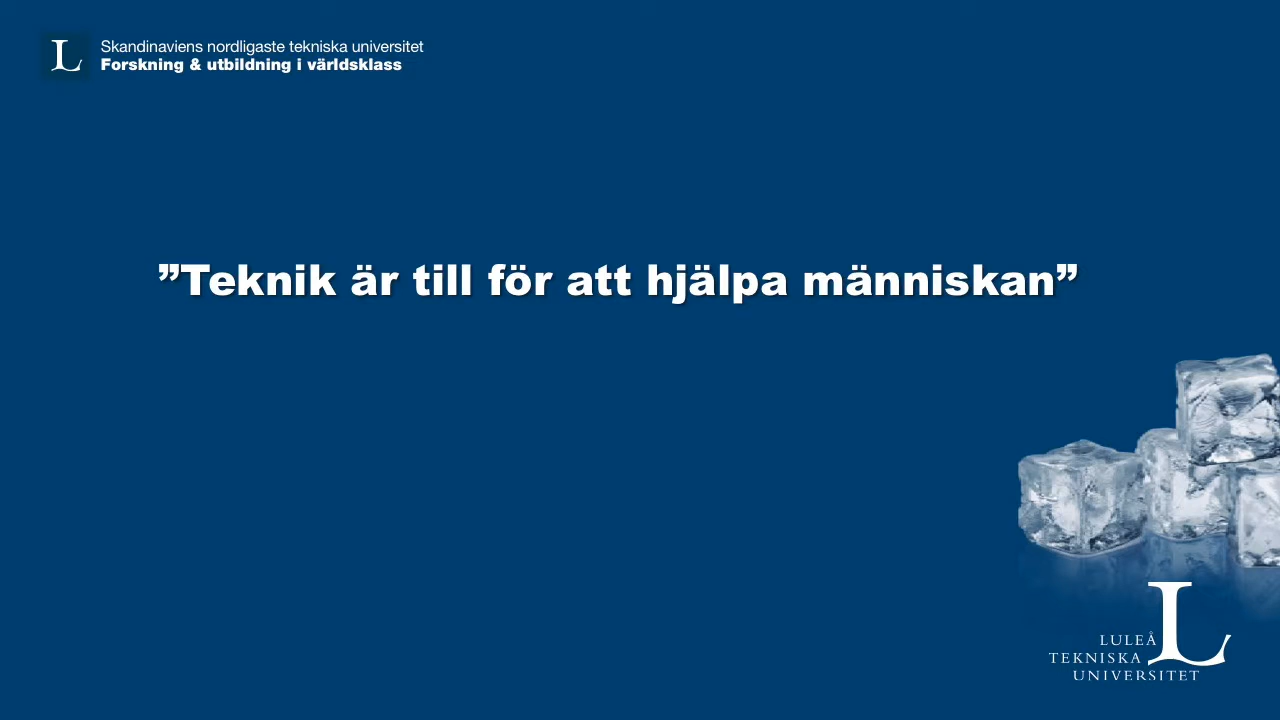 L
Skandinaviens nordligaste tekniska universitet
Forskning & utbildning i världsklass
”Teknik är till för att hjälpa människan”
L
LULEÅ
TEKNISKA
UNIVERSITET